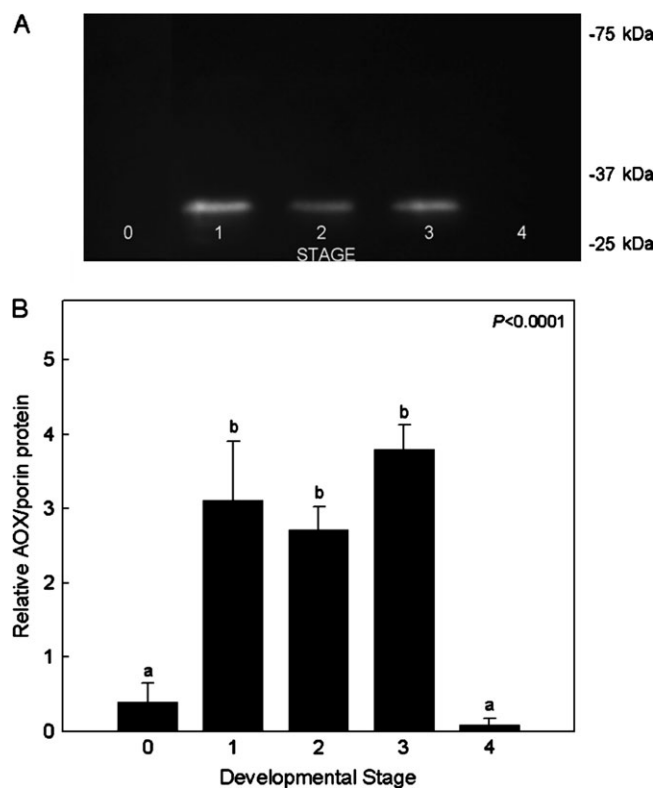 A
-75 kDa
-37 kDa
0 1 2 3 4
STAGE
-25 kDa
B
P<0.0001
Relative AOX/porin protein
5
4
3
2
1
0
a b b b a
0 1 2 3 4
Developmental Stage